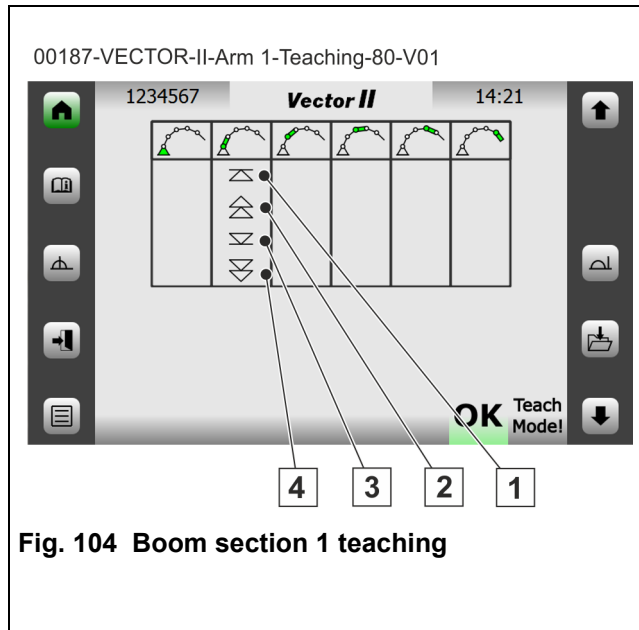 00187-VECTOR-II-Arm 1-Teaching-80-V01
1234567 Vector II 14:21
OK Teach Mode!
4 3 2 1
Fig. 104 Boom section 1 teaching